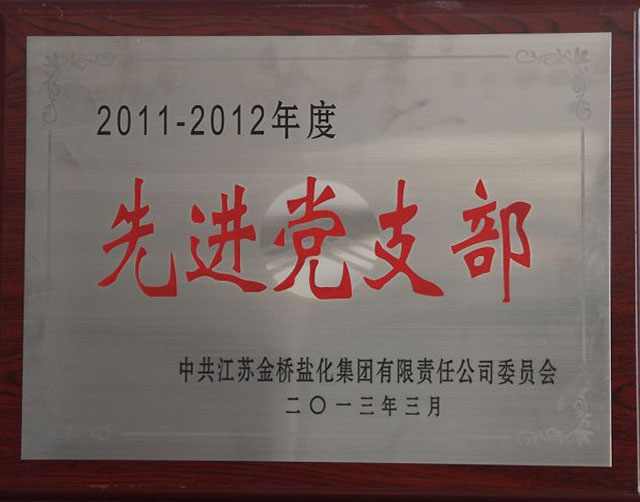 2011-2012年度
先进党支部
中共江苏金桥盐化集团有限责任公司委员会
二〇一三年三月